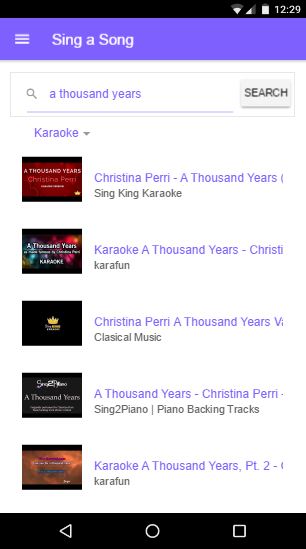 12:29
Sing a Song
a thousand years
SEARCH
Karaoke
A THOUSAND YEARS
Christina Perri
Christina Perri - A Thousand Years (
Sing King Karaoke
A Thousand Years
KARAOKE
Karaoke A Thousand Years - Christi
karafun
Christina Perri A Thousand Years Va
Clasical Music
Sing2Piano
A Thousand Years
A Thousand Years - Christina Perri -
Sing2Piano | Piano Backing Tracks
Karaoke A Thousand Years, Pt. 2 - C
karafun